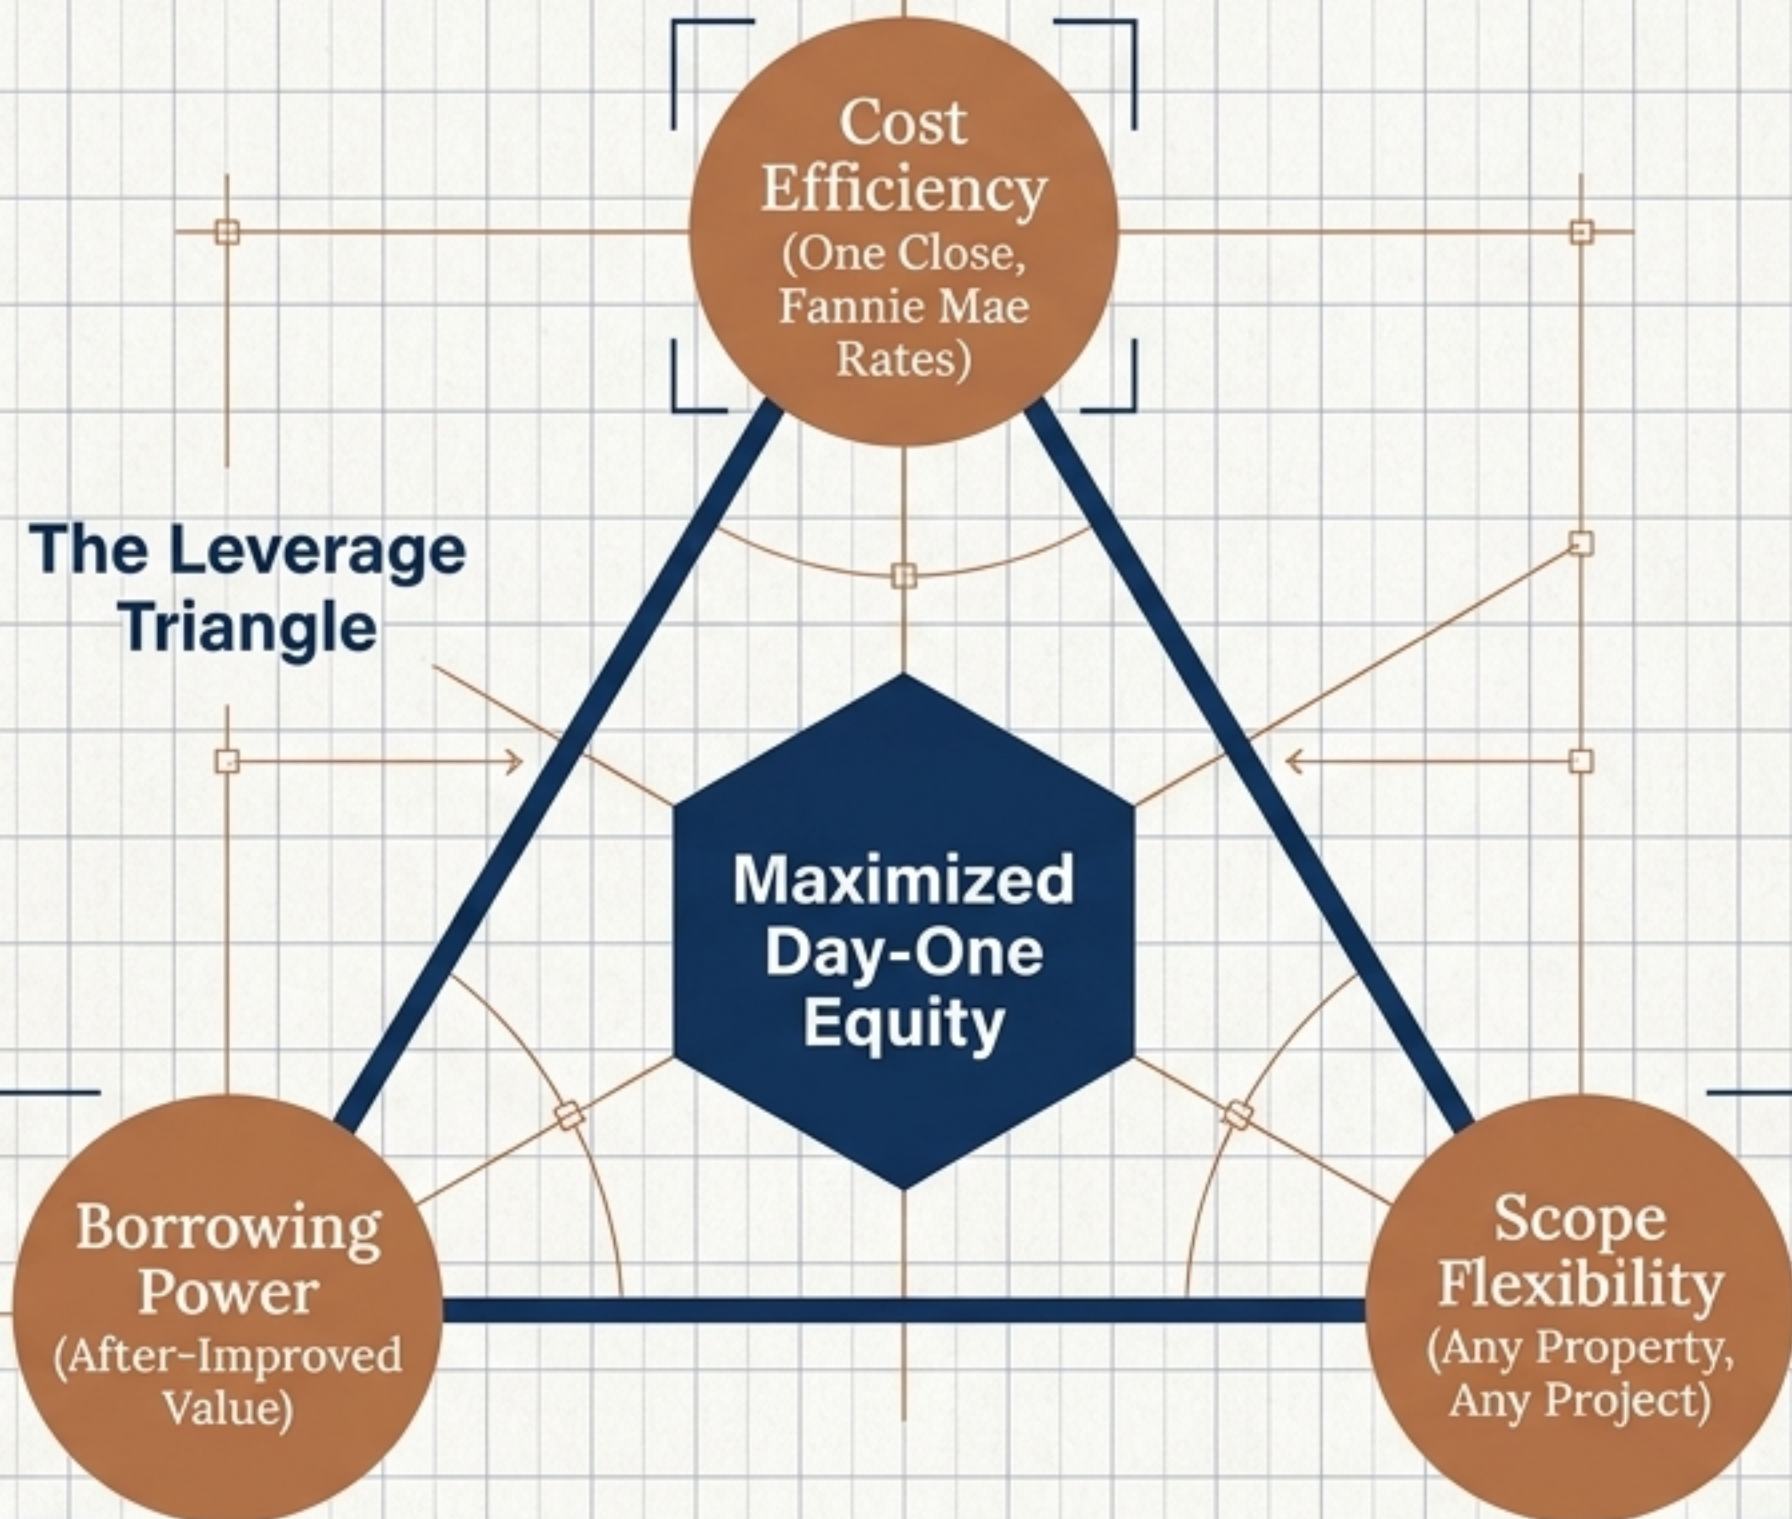 Cost
Efficiency
(One Close,
Fannie Mae
Rates)
The Leverage
Triangle
Maximized
Day-One
Equity
Borrowing
Power
(After-Improved
Value)
Scope
Flexibility
(Any Property,
Any Project)